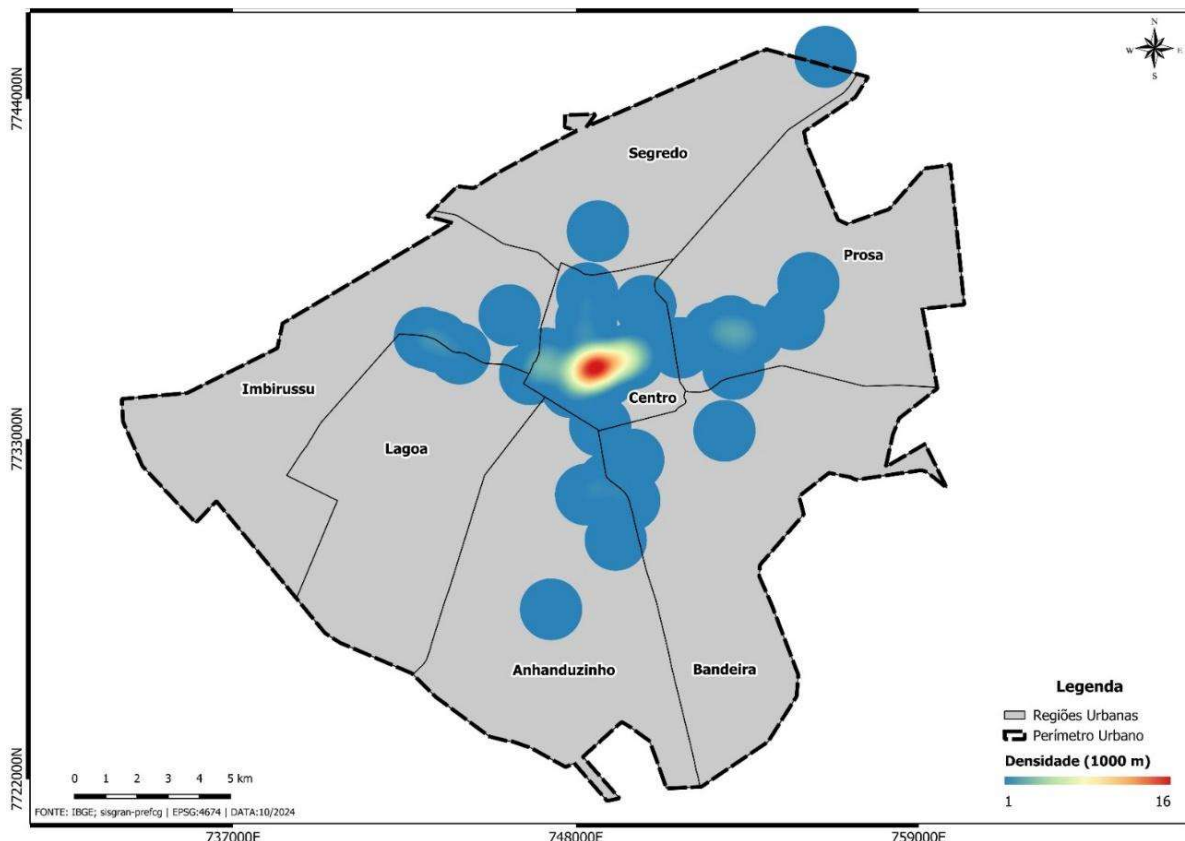 N
W E
S
7744000N
Segredo
Prosa
Imbirussu
Centro
7733000N
Lagoa
Anhanduzinho
Bandeira
Legenda
Regiões Urbanas
Perímetro Urbano
Densidade (1000 m)
1 16
0 1 2 3 4 5 km
7722000N
FONTE: IBGE; sisgran-prefcg | EPSG:4674 | DATA:10/2024
737000E 748000E 759000E